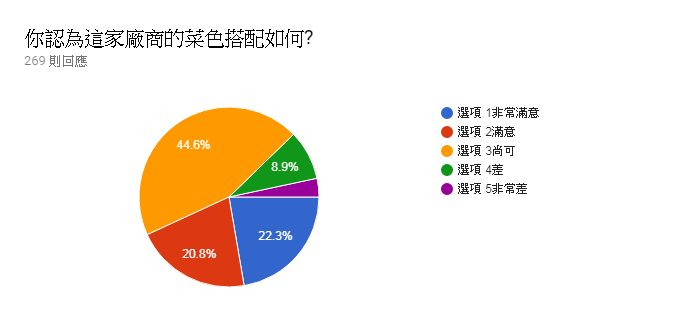 你認為這家廠商的菜色搭配如何?
269 則回應
44.6%
8.9%
22.3%
20.8%
選項 1非常滿意
選項 2滿意
選項 3尚可
選項 4差
選項 5非常差